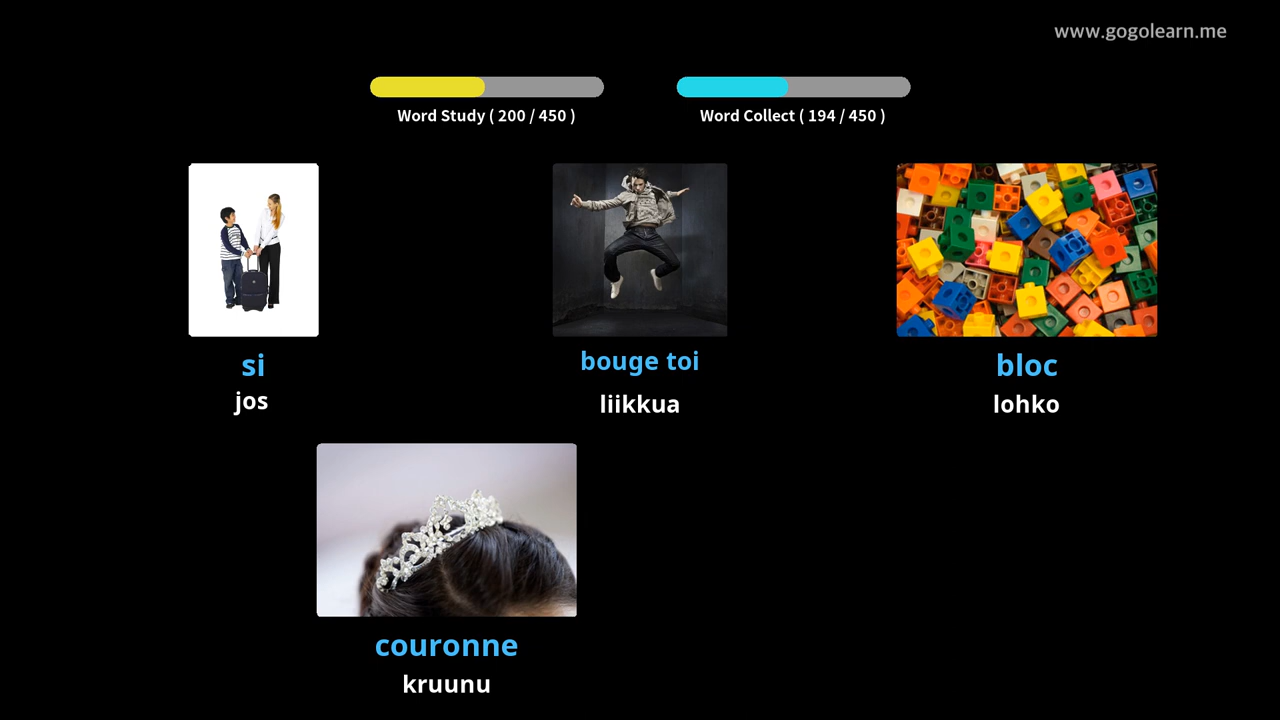 www.gogolearn.me
Word Study ( 200 / 450 )
Word Collect ( 194 / 450 )
si
jos
bouge toi
liikkua
bloc
lohko
couronne
kruunu